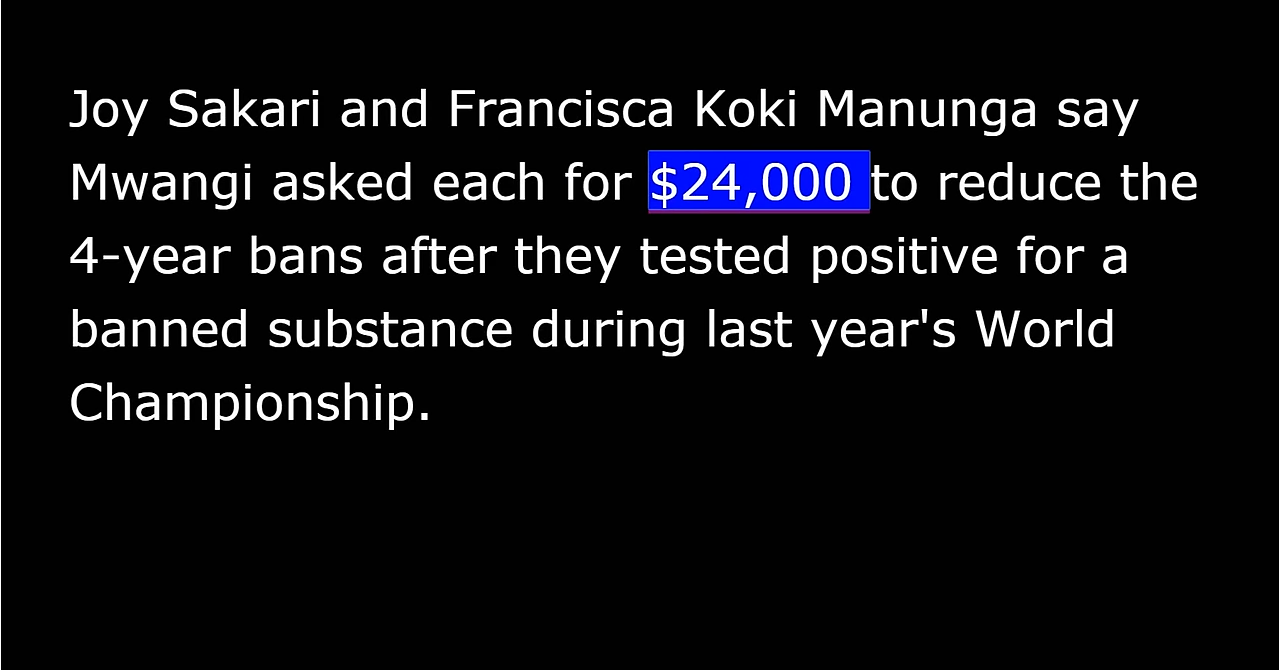 Joy Sakari and Francisca Koki Manunga say
Mwangi asked each for $24,000 to reduce the
4-year bans after they tested positive for a
banned substance during last year's World
Championship.